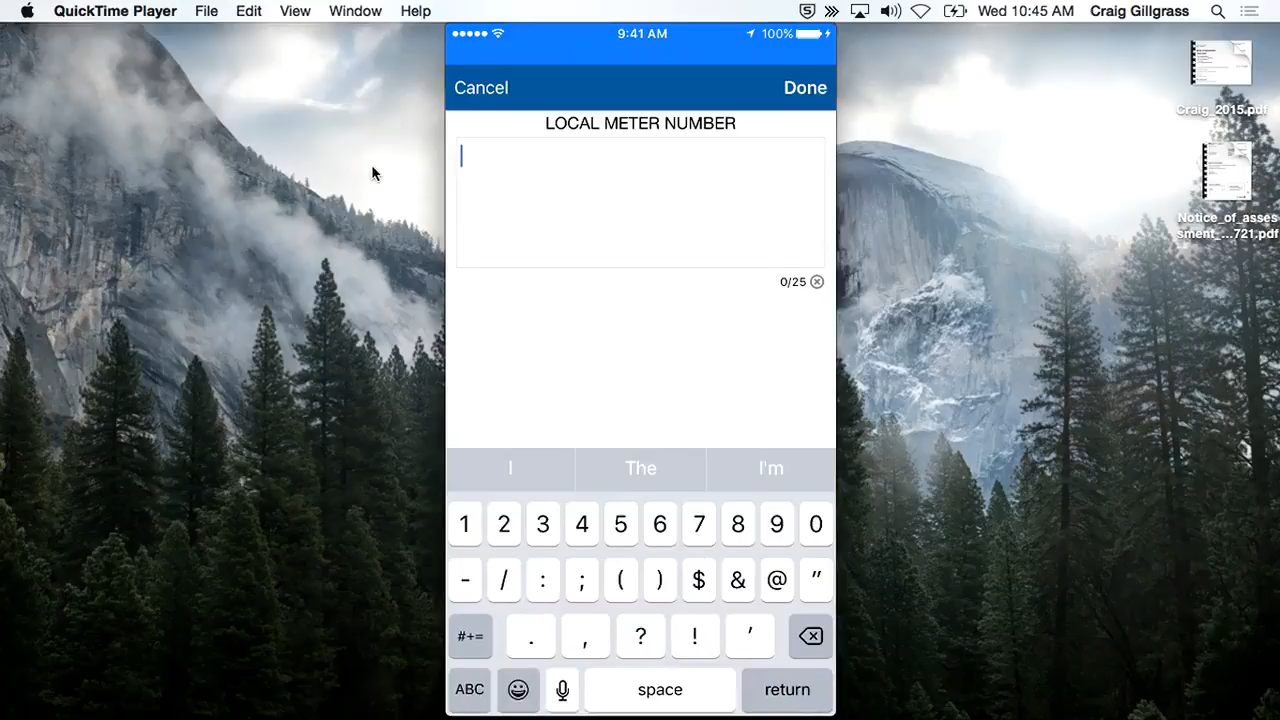 QuickTime Player File Edit View Window Help Wed 10:45 AM Craig Gillgrass
9:41 AM 100%
Cancel Done
LOCAL METER NUMBER
0/25
I The I'm
1 2 3 4 5 6 7 8 9 0
- / : ; ( ) $ & @ "
#+= . , ? ! '
ABC space return
Craig_2015.pdf
Notice_of_asses
sment_...721.pdf